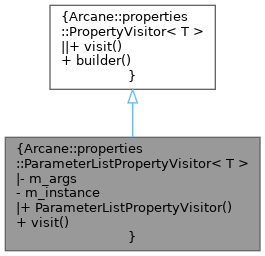 {Arcane::properties
::PropertyVisitor< T >
||+ visit()
+ builder()
}
{Arcane::properties
::ParameterListPropertyVisitor< T >
|- m_args
- m_instance
|+ ParameterListPropertyVisitor()
+ visit()
}